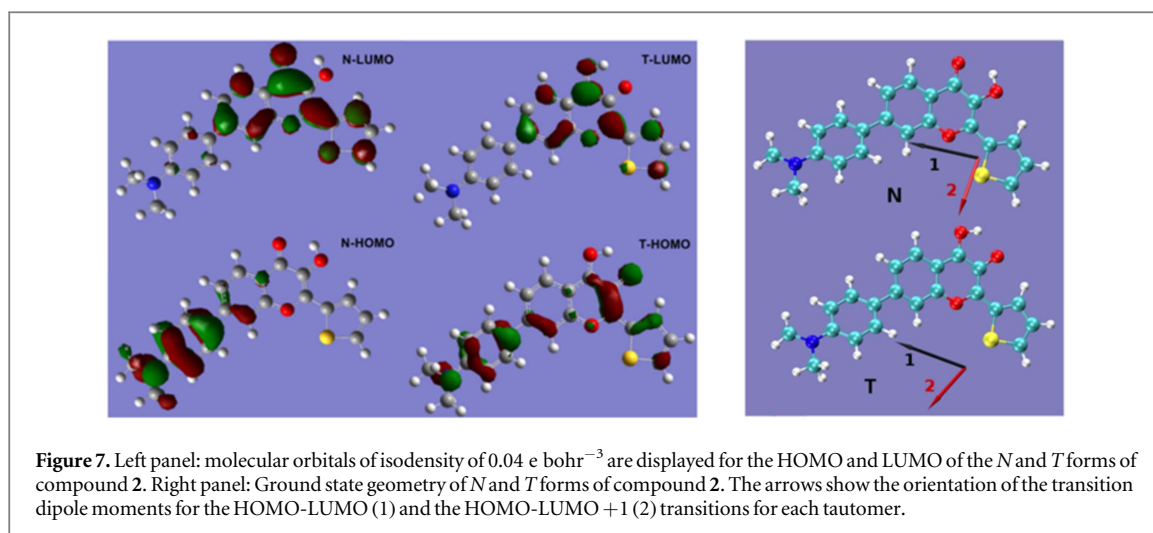 N-LUMO
T-LUMO
N-HOMO
T-HOMO
1
2
N
1
2
T
Figure 7. Left panel: molecular orbitals of isodensity of 0.04 e bohr⁻³ are displayed for the HOMO and LUMO of the N and T forms of
compound 2. Right panel: Ground state geometry of N and T forms of compound 2. The arrows show the orientation of the transition
dipole moments for the HOMO-LUMO (1) and the HOMO-LUMO +1 (2) transitions for each tautomer.